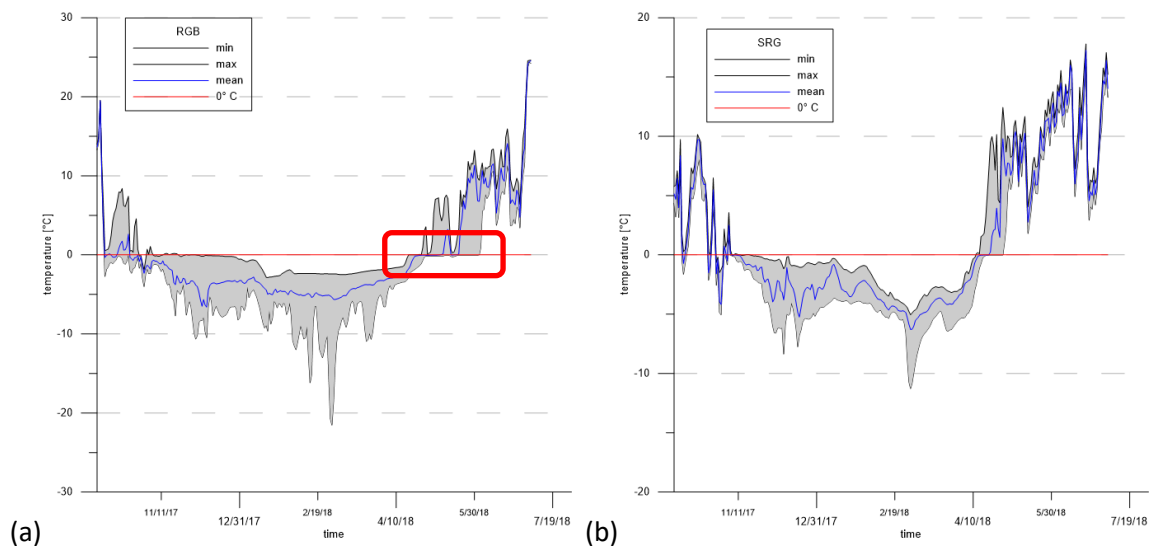 RGB
min
max
mean
0° C
30
20
10
0
-10
-20
-30
temperature [°C]
11/11/17
12/31/17
2/19/18
4/10/18
5/30/18
7/19/18
time
(a)
SRG
min
max
mean
0° C
20
10
0
-10
-20
temperature [°C]
11/11/17
12/31/17
2/19/18
4/10/18
5/30/18
7/19/18
time
(b)